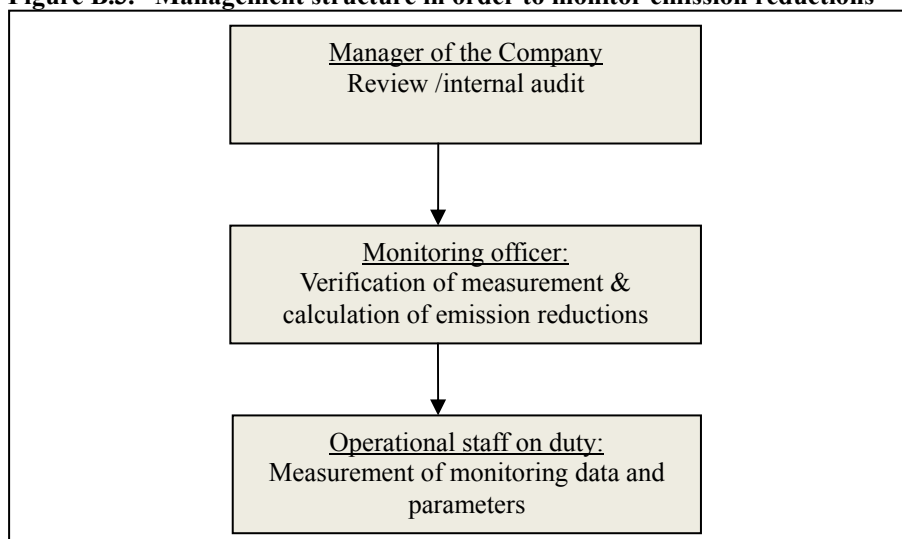 Figure B.3. Management structure in order to monitor emission reductions
Manager of the Company
Review /internal audit
Monitoring officer:
Verification of measurement &
calculation of emission reductions
Operational staff on duty:
Measurement of monitoring data and
parameters